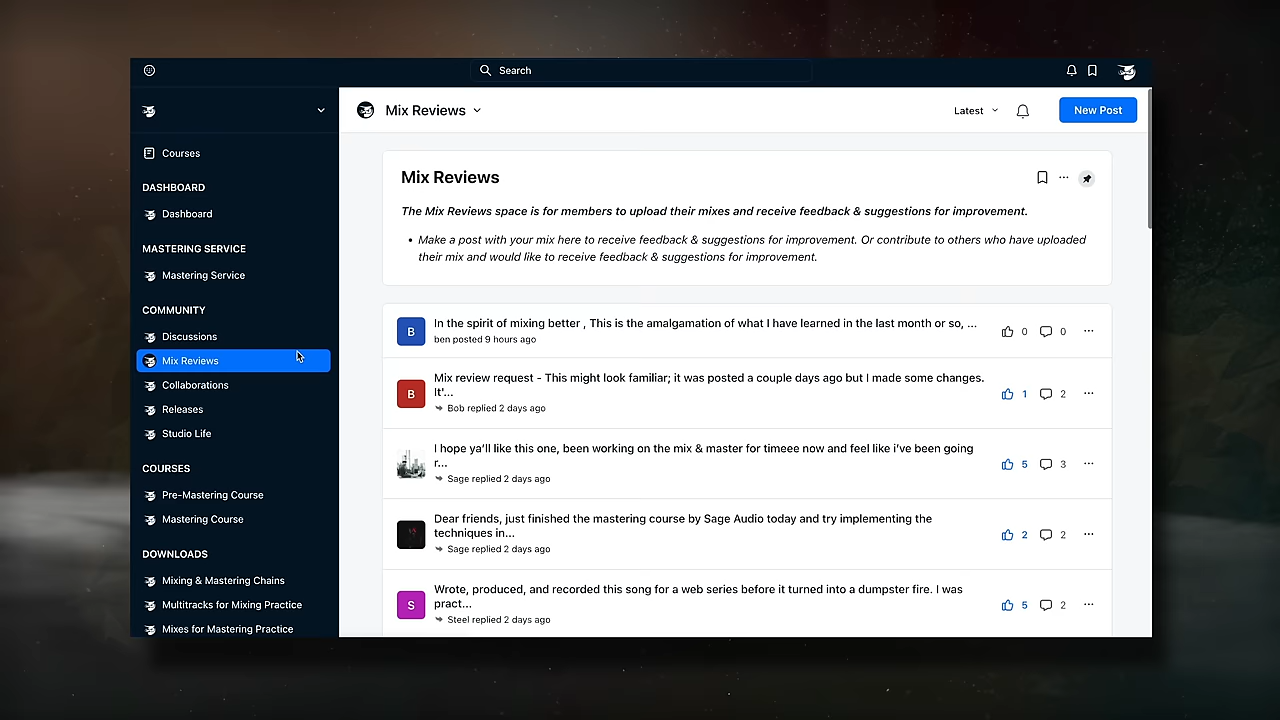 Search
Courses
DASHBOARD
Dashboard
MASTERING SERVICE
Mastering Service
COMMUNITY
Discussions
Mix Reviews
Collaborations
Releases
Studio Life
COURSES
Pre-Mastering Course
Mastering Course
DOWNLOADS
Mixing & Mastering Chains
Multitracks for Mixing Practice
Mixes for Mastering Practice
Mix Reviews
Latest
New Post
Mix Reviews
The Mix Reviews space is for members to upload their mixes and receive feedback & suggestions for improvement.
• Make a post with your mix here to receive feedback & suggestions for improvement. Or contribute to others who have uploaded
their mix and would like to receive feedback & suggestions for improvement.
B
In the spirit of mixing better , This is the amalgamation of what I have learned in the last month or so, ...
ben posted 9 hours ago
0 0
B
Mix review request - This might look familiar; it was posted a couple days ago but I made some changes.
It'...
Bob replied 2 days ago
1 2
I hope ya'll like this one, been working on the mix & master for timeee now and feel like i've been going
r...
Sage replied 2 days ago
5 3
Dear friends, just finished the mastering course by Sage Audio today and try implementing the
techniques in...
Sage replied 2 days ago
2 2
S
Wrote, produced, and recorded this song for a web series before it turned into a dumpster fire. I was
pract...
Steel replied 2 days ago
5 2